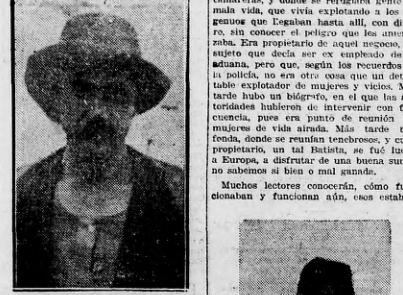 camareras, y donde se refugiaba gente
mala vida, que vivía explotando a los
genuos que llegaban hasta allí, con di
ro, sin conocer el peligro que les amen
zaba. Era propietario de aquel negocio,
sujeto que decía ser ex empleado de
aduana, pero que, según los recuerdos
la policía, no era otra cosa que un det
table explotador de mujeres y vicios. M
tarde hubo un biógrafo, en el que las a
toridades hubieron de intervenir con f
cuencia, pues era punto de reunión
mujeres de vida airada. Más tarde f
fonda, donde se reunían tenebrosos, y cu
propietario, un tal Batista, se fué lue
a Europa, a disfrutar de una buena sum
no sabemos si bien o mal ganada.
Muchos lectores conocerán, cómo fu
cionaban y funcionan aún, esos estab